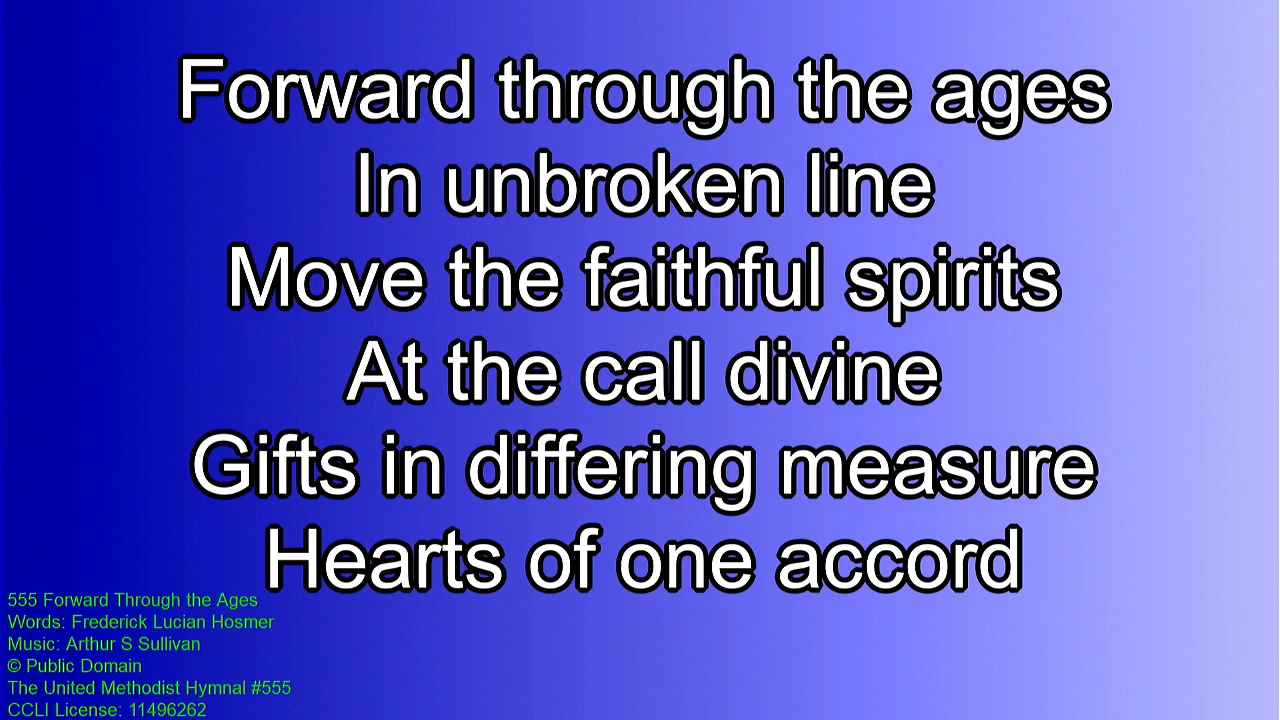 Forward through the ages
In unbroken line
Move the faithful spirits
At the call divine
Gifts in differing measure
Hearts of one accord
555 Forward Through the Ages
Words: Frederick Lucian Hosmer
Music: Arthur S Sullivan
© Public Domain
The United Methodist Hymnal #555
CCLI License: 11496262